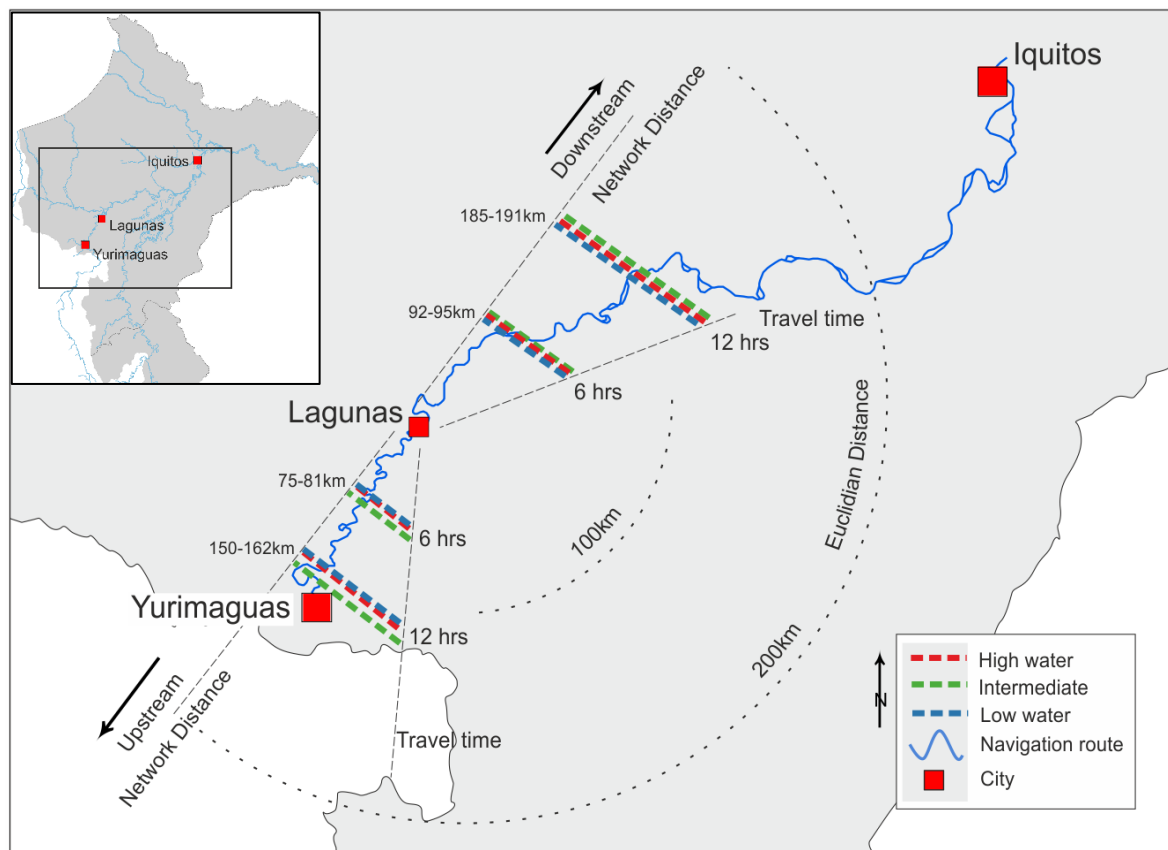 Iquitos
Lagunas
Yurimaguas
Iquitos
Downstream
Network Distance
185-191km
92-95km
Travel time
12 hrs
6 hrs
Lagunas
75-81km
6 hrs
150-162km
Yurimaguas
12 hrs
100km
200km
Euclidian Distance
Upstream
Network Distance
Travel time
N
High water
Intermediate
Low water
Navigation route
City